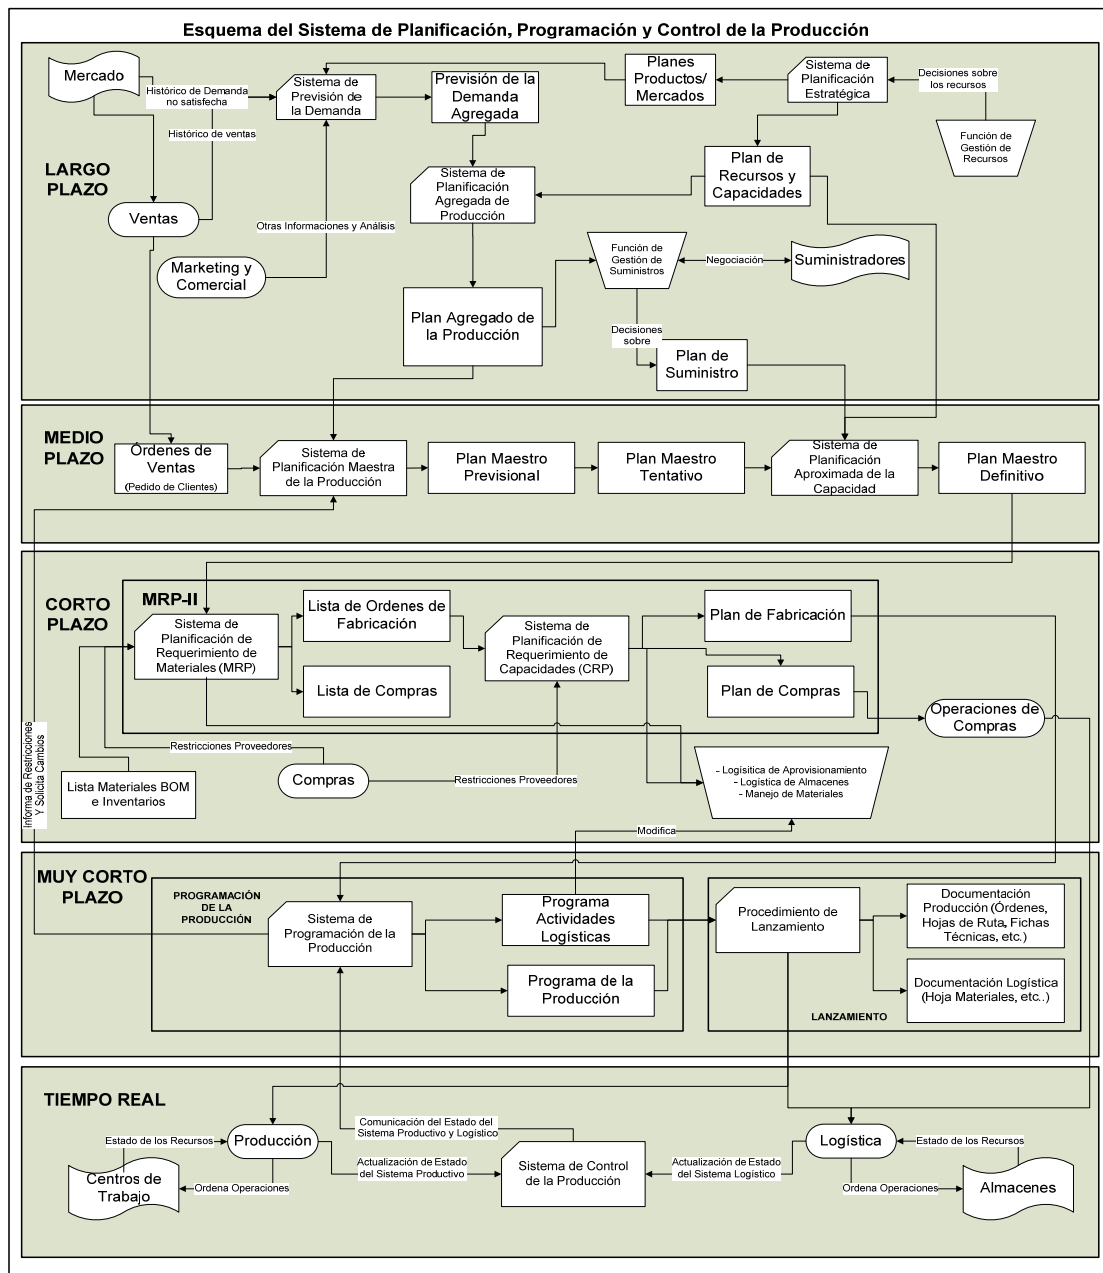 Esquema del Sistema de Planificación, Programación y Control de la Producción
Mercado
Histórico de Demanda
no satisfecha
Histórico de ventas
Sistema de
Previsión de
la Demanda
Previsión de la
Demanda
Agregada
Planes
Productos/
Mercados
Sistema de
Planificación
Estratégica
Decisiones sobre
los recursos
Función de
Gestión de
Recursos
LARGO
PLAZO
Ventas
Sistema de
Planificación
Agregada de
Producción
Plan de
Recursos y
Capacidades
Otras Informaciones y Análisis
Marketing y
Comercial
Función de
Gestión de
Suministros
Negociación
Suministradores
Plan Agregado de
la Producción
Decisiones
sobre
Plan de
Suministro
MEDIO
PLAZO
Órdenes de
Ventas
(Pedido de Clientes)
Sistema de
Planificación Maestra
de la Producción
Plan Maestro
Previsional
Plan Maestro
Tentativo
Sistema de
Planificación
Aproximada de la
Capacidad
Plan Maestro
Definitivo
CORTO
PLAZO
MRP-II
Sistema de
Planificación de
Requerimiento de
Materiales (MRP)
Lista de Ordenes de
Fabricación
Lista de Compras
Sistema de
Planificación de
Requerimiento de
Capacidades (CRP)
Plan de Fabricación
Plan de Compras
Operaciones de
Compras
Informa de Restricciones
Y Solicita Cambios
Restricciones Proveedores
Lista Materiales BOM
e Inventarios
Compras
Restricciones Proveedores
- Logísitica de Aprovisionamiento
- Logística de Almacenes
- Manejo de Materiales
Modifica
MUY CORTO
PLAZO
PROGRAMACIÓN
DE LA
PRODUCCIÓN
Sistema de
Programación de la
Producción
Programa
Actividades
Logísticas
Programa de la
Producción
Procedimiento de
Lanzamiento
Documentación
Producción (Órdenes,
Hojas de Ruta, Fichas
Técnicas, etc.)
Documentación Logística
(Hoja Materiales, etc..)
LANZAMIENTO
TIEMPO REAL
Comunicación del Estado del
Sistema Productivo y Logístico
Estado de los Recursos
Producción
Centros de
Trabajo
Ordena Operaciones
Actualización de Estado
del Sistema Productivo
Sistema de Control
de la Producción
Actualización de Estado
del Sistema Logístico
Logística
Estado de los Recursos
Ordena Operaciones
Almacenes